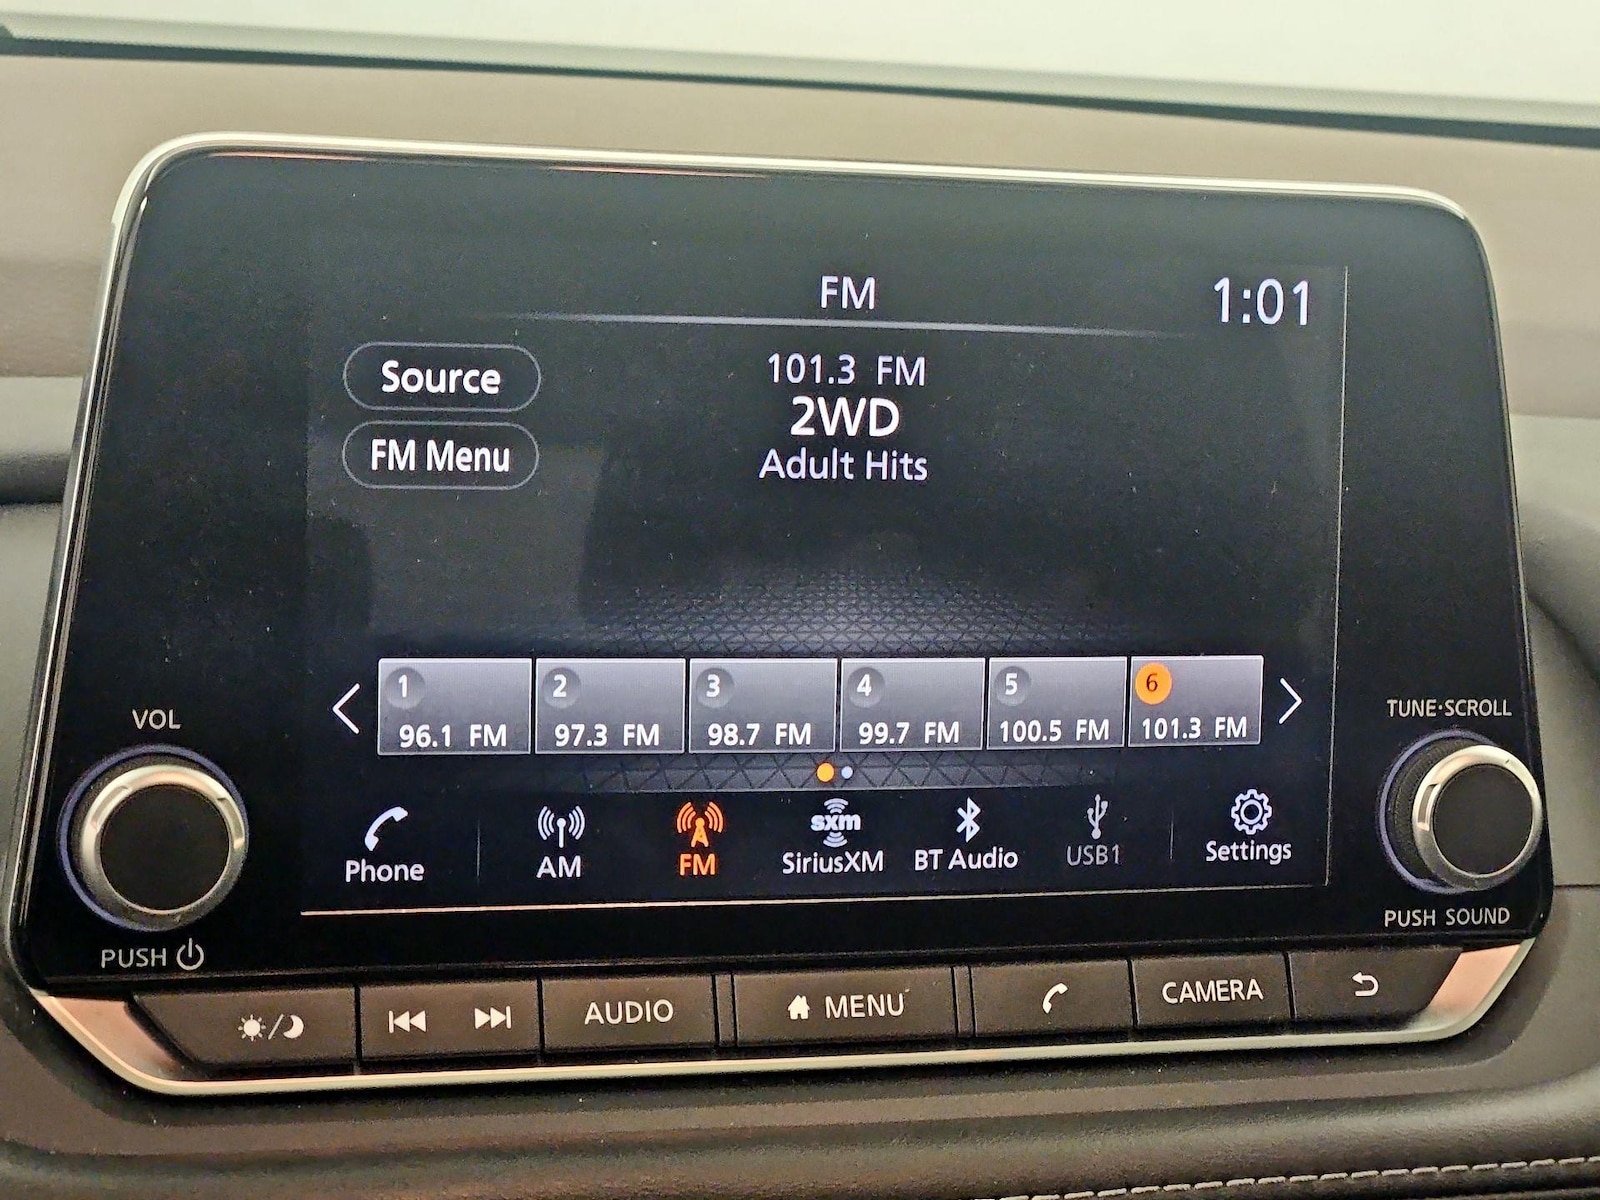 FM
1:01
Source
FM Menu
101.3 FM
2WD
Adult Hits
1
2
3
4
5
6
96.1 FM
97.3 FM
98.7 FM
99.7 FM
100.5 FM
101.3 FM
VOL
TUNE·SCROLL
Phone
AM
FM
sxm
SiriusXM
BT Audio
USB1
Settings
PUSH
PUSH SOUND
AUDIO
MENU
CAMERA